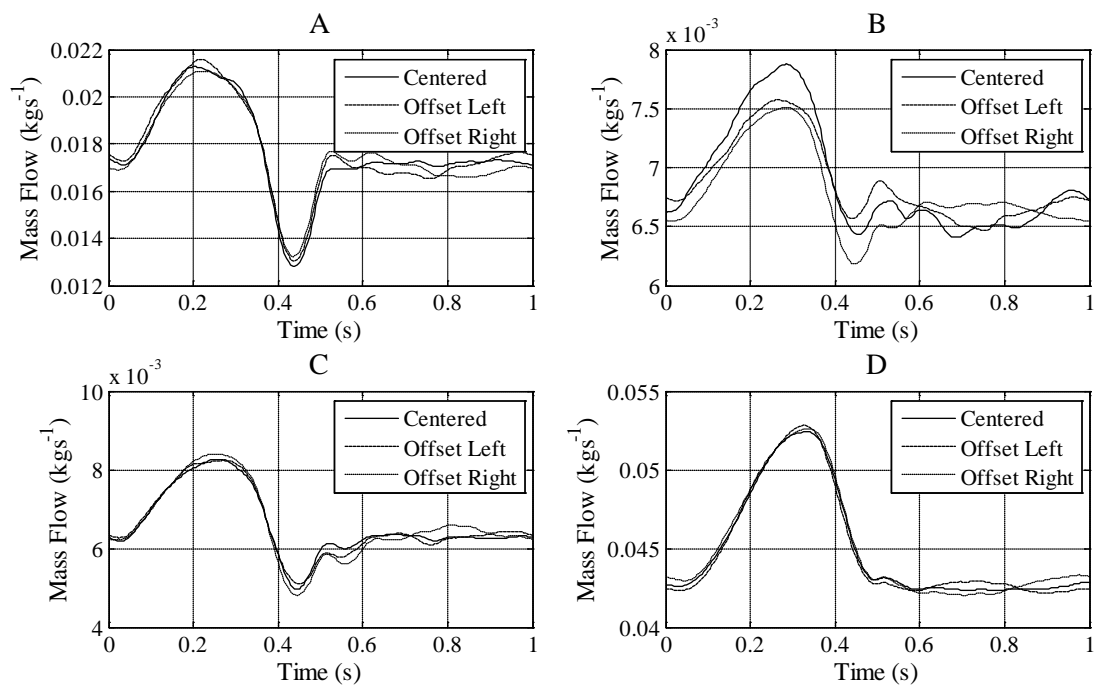 A
Mass Flow (kgs⁻¹)
0.022
0.02
0.018
0.016
0.014
0.012
0 0.2 0.4 0.6 0.8 1
Time (s)
Centered
Offset Left
Offset Right
B
x 10⁻³
Mass Flow (kgs⁻¹)
8
7.5
7
6.5
6
0 0.2 0.4 0.6 0.8 1
Time (s)
Centered
Offset Left
Offset Right
C
x 10⁻³
Mass Flow (kgs⁻¹)
10
8
6
4
0 0.2 0.4 0.6 0.8 1
Time (s)
Centered
Offset Left
Offset Right
D
Mass Flow (kgs⁻¹)
0.055
0.05
0.045
0.04
0 0.2 0.4 0.6 0.8 1
Time (s)
Centered
Offset Left
Offset Right